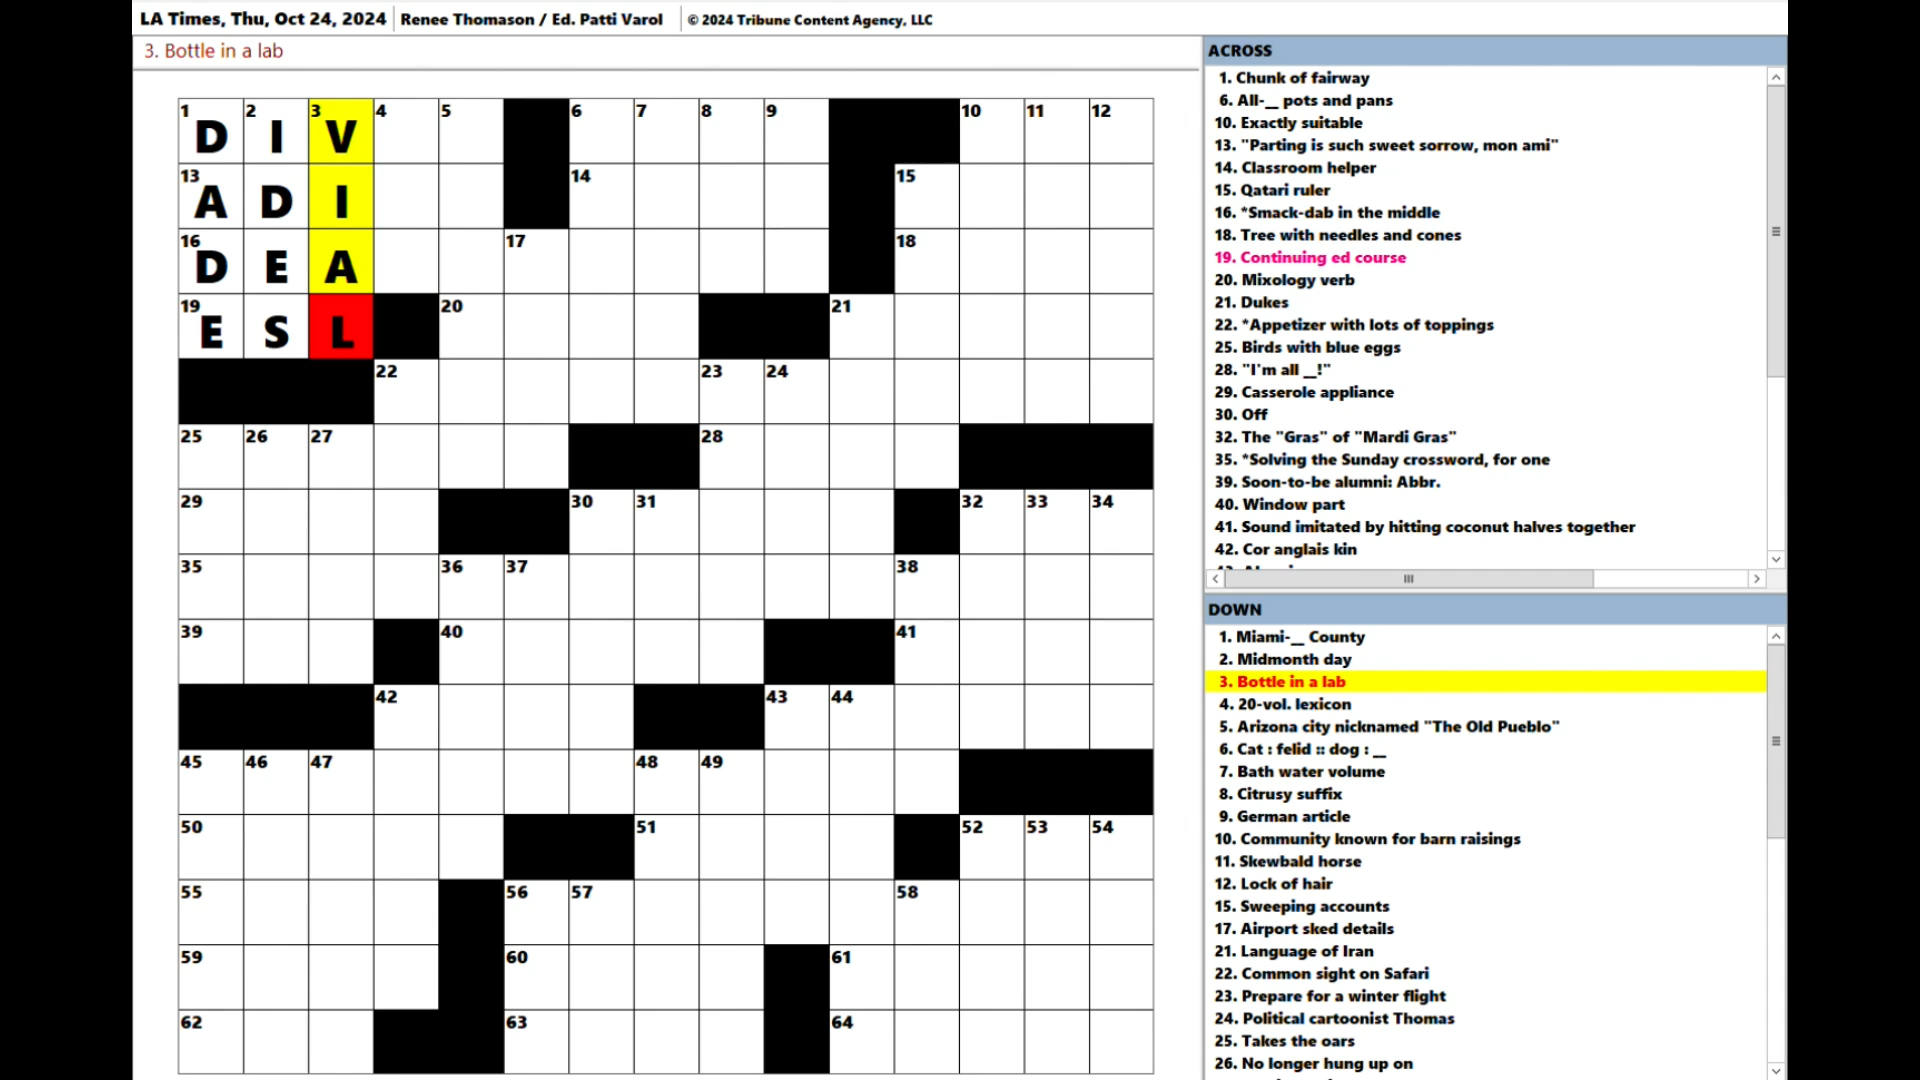 LA Times, Thu, Oct 24, 2024 Renee Thomason / Ed. Patti Varol © 2024 Tribune Content Agency, LLC
3. Bottle in a lab
1 2 3 4 5 6 7 8 9 10 11 12
D I V
13 14 15
A D I
16 17 18
D E A
19 20 21
E S L
22 23 24
25 26 27 28
29 30 31 32 33 34
35 36 37 38
39 40 41
42 43 44
45 46 47 48 49
50 51 52 53 54
55 56 57 58
59 60 61
62 63 64
ACROSS
1. Chunk of fairway
6. All-__ pots and pans
10. Exactly suitable
13. "Parting is such sweet sorrow, mon ami"
14. Classroom helper
15. Qatari ruler
16. *Smack-dab in the middle
18. Tree with needles and cones
19. Continuing ed course
20. Mixology verb
21. Dukes
22. *Appetizer with lots of toppings
25. Birds with blue eggs
28. "I'm all __!"
29. Casserole appliance
30. Off
32. The "Gras" of "Mardi Gras"
35. *Solving the Sunday crossword, for one
39. Soon-to-be alumni: Abbr.
40. Window part
41. Sound imitated by hitting coconut halves together
42. Cor anglais kin
DOWN
1. Miami-__ County
2. Midmonth day
3. Bottle in a lab
4. 20-vol. lexicon
5. Arizona city nicknamed "The Old Pueblo"
6. Cat : felid :: dog : __
7. Bath water volume
8. Citrusy suffix
9. German article
10. Community known for barn raisings
11. Skewbald horse
12. Lock of hair
15. Sweeping accounts
17. Airport sked details
21. Language of Iran
22. Common sight on Safari
23. Prepare for a winter flight
24. Political cartoonist Thomas
25. Takes the oars
26. No longer hung up on